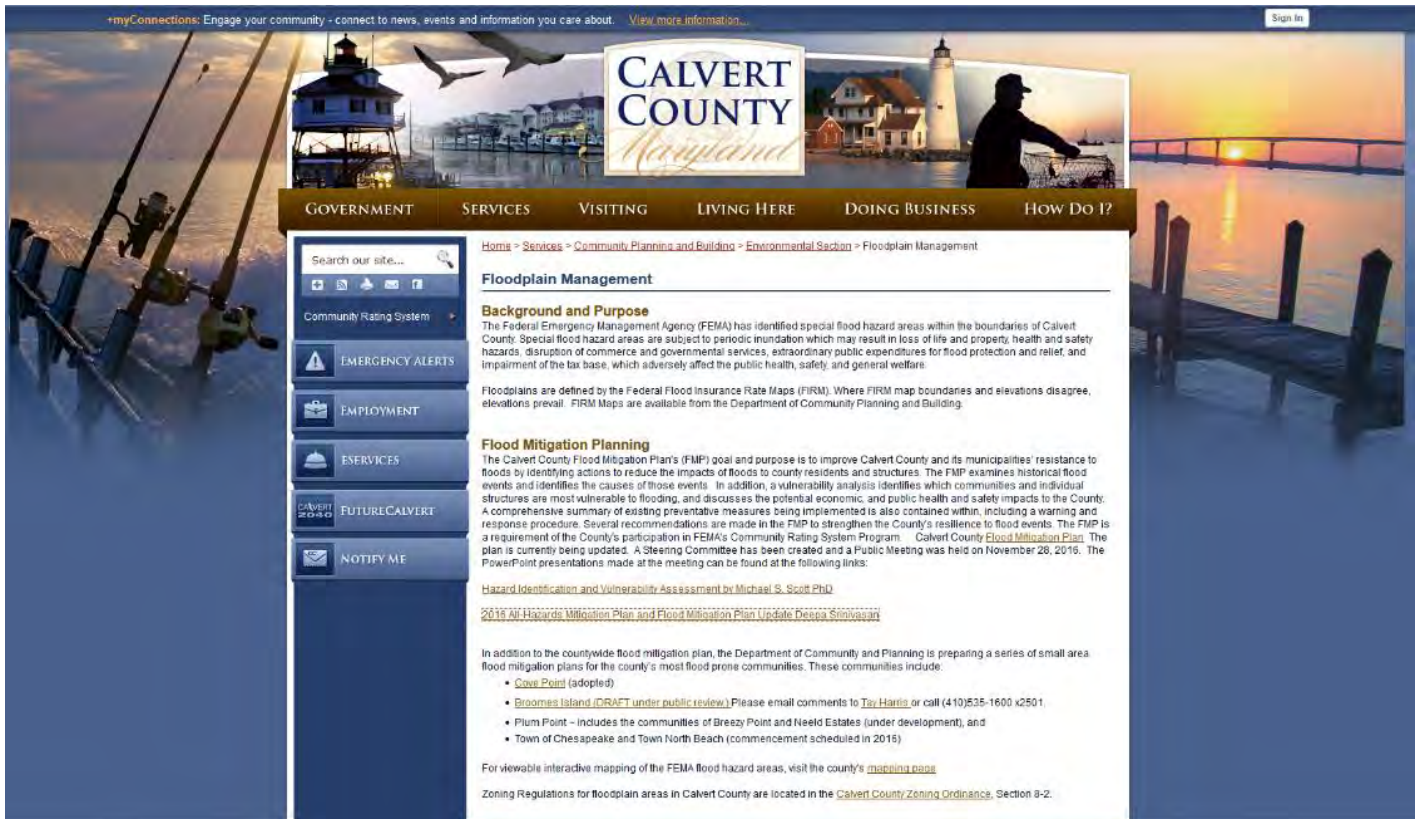 +myConnections: Engage your community - connect to news, events and information you care about. View more information...
Sign In
CALVERT
COUNTY
Maryland
GOVERNMENT SERVICES VISITING LIVING HERE DOING BUSINESS HOW DO I?
Search our site...
Community Rating System
EMERGENCY ALERTS
EMPLOYMENT
ESERVICES
CALVERT
2040
FUTURECALVERT
NOTIFY ME
Home > Services > Community Planning and Building > Environmental Section > Floodplain Management
Floodplain Management
Background and Purpose
The Federal Emergency Management Agency (FEMA) has identified special flood hazard areas within the boundaries of Calvert
County. Special flood hazard areas are subject to periodic inundation which may result in loss of life and property, health and safety
hazards, disruption of commerce and governmental services, extraordinary public expenditures for flood protection and relief, and
impairment of the tax base, which adversely affect the public health, safety, and general welfare.
Floodplains are defined by the Federal Flood Insurance Rate Maps (FIRM). Where FIRM map boundaries and elevations disagree,
elevations prevail. FIRM Maps are available from the Department of Community Planning and Building.
Flood Mitigation Planning
The Calvert County Flood Mitigation Plan's (FMP) goal and purpose is to improve Calvert County and its municipalities' resistance to
floods by identifying actions to reduce the impacts of floods to county residents and structures. The FMP examines historical flood
events and identifies the causes of those events. In addition, a vulnerability analysis identifies which communities and individual
structures are most vulnerable to flooding, and discusses the potential economic, and public health and safety impacts to the County.
A comprehensive summary of existing preventative measures being implemented is also contained within, including a warning and
response procedure. Several recommendations are made in the FMP to strengthen the County's resilience to flood events. The FMP is
a requirement of the County's participation in FEMA's Community Rating System Program. Calvert County Flood Mitigation Plan The
plan is currently being updated. A Steering Committee has been created and a Public Meeting was held on November 28, 2016. The
PowerPoint presentations made at the meeting can be found at the following links:
Hazard Identification and Vulnerability Assessment by Michael S. Scott PhD
2016 All-Hazards Mitigation Plan and Flood Mitigation Plan Update Deepa Srinivasan
In addition to the countywide flood mitigation plan, the Department of Community and Planning is preparing a series of small area
flood mitigation plans for the county's most flood prone communities. These communities include:
• Cove Point (adopted)
• Broomes Island (DRAFT under public review.) Please email comments to Tay Harris or call (410)535-1600 x2501.
• Plum Point – includes the communities of Breezy Point and Neeld Estates (under development), and
• Town of Chesapeake and Town North Beach (commencement scheduled in 2016)
For viewable interactive mapping of the FEMA flood hazard areas, visit the county's mapping page
Zoning Regulations for floodplain areas in Calvert County are located in the Calvert County Zoning Ordinance, Section 8-2.